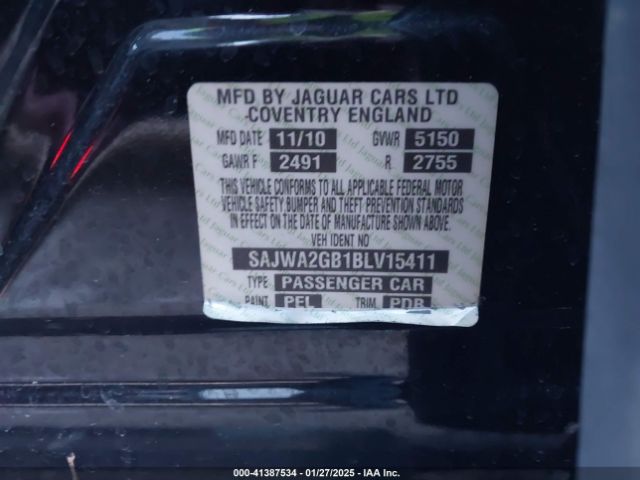 MFD BY JAGUAR CARS LTD
COVENTRY ENGLAND
MFD DATE 11/10 GVWR 5150
GAWR F 2491 R 2755
THIS VEHICLE CONFORMS TO ALL APPLICABLE FEDERAL MOTOR
VEHICLE SAFETY, BUMPER AND THEFT PREVENTION STANDARDS
IN EFFECT ON THE DATE OF MANUFACTURE SHOWN ABOVE.
VEH IDENT NO
SAJWA2GB1BLV15411
TYPE PASSENGER CAR
PAINT PEL TRIM PDB
000-41387534 | 01/27/2025 | IAA Inc.